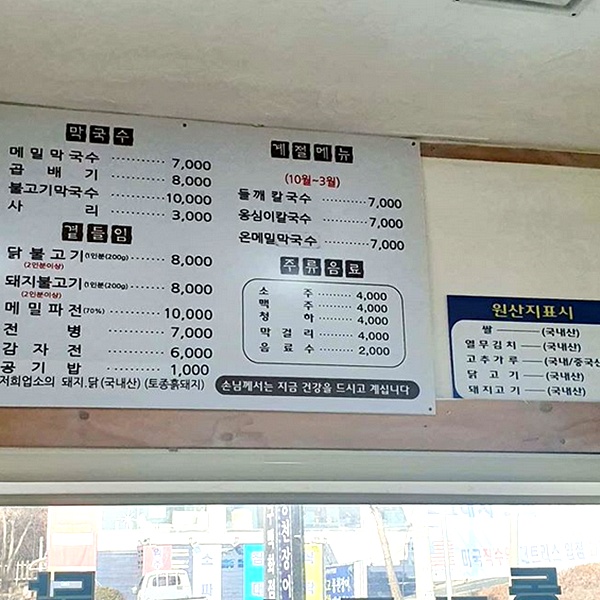 막국수
메밀막국수 ········ 7,000
곱배기 ········ 8,000
불고기막국수 ········ 10,000
사리 ········ 3,000
곁들임
닭불고기(1인분(200g) ········ 8,000
(2인분이상)
돼지불고기(1인분(200g) ········ 8,000
(2인분이상)
메밀파전(70%) ········ 10,000
전병 ········ 7,000
감자전 ········ 6,000
공기밥 ········ 1,000
저희업소의 돼지.닭(국내산) (토종흙돼지)
계절메뉴
(10월~3월)
들깨칼국수 ········ 7,000
옹심이칼국수 ········ 7,000
온메밀막국수 ········ 7,000
주류음료
소주 ········ 4,000
맥주 ········ 4,000
청하 ········ 4,000
막걸리 ········ 4,000
음료수 ········ 2,000
손님께서는 지금 건강을 드시고 계십니다
원산지표시
쌀 ── (국내산)
열무김치 ─ (국내산)
고추가루 ─ (국내/중국산
닭고기 ─ (국내산)
돼지고기 ─ (국내산)